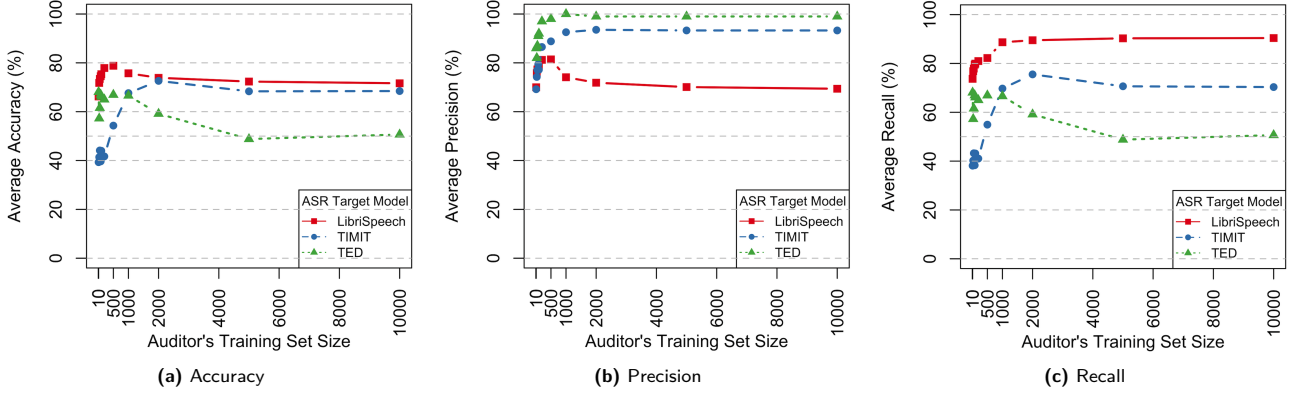 Average Accuracy (%)
0
20
40
60
80
100
10
500
1000
2000
4000
6000
8000
10000
Auditor's Training Set Size
ASR Target Model
LibriSpeech
TIMIT
TED
(a) Accuracy
Average Precision (%)
0
20
40
60
80
100
10
500
1000
2000
4000
6000
8000
10000
Auditor's Training Set Size
ASR Target Model
LibriSpeech
TIMIT
TED
(b) Precision
Average Recall (%)
0
20
40
60
80
100
10
500
1000
2000
4000
6000
8000
10000
Auditor's Training Set Size
ASR Target Model
LibriSpeech
TIMIT
TED
(c) Recall